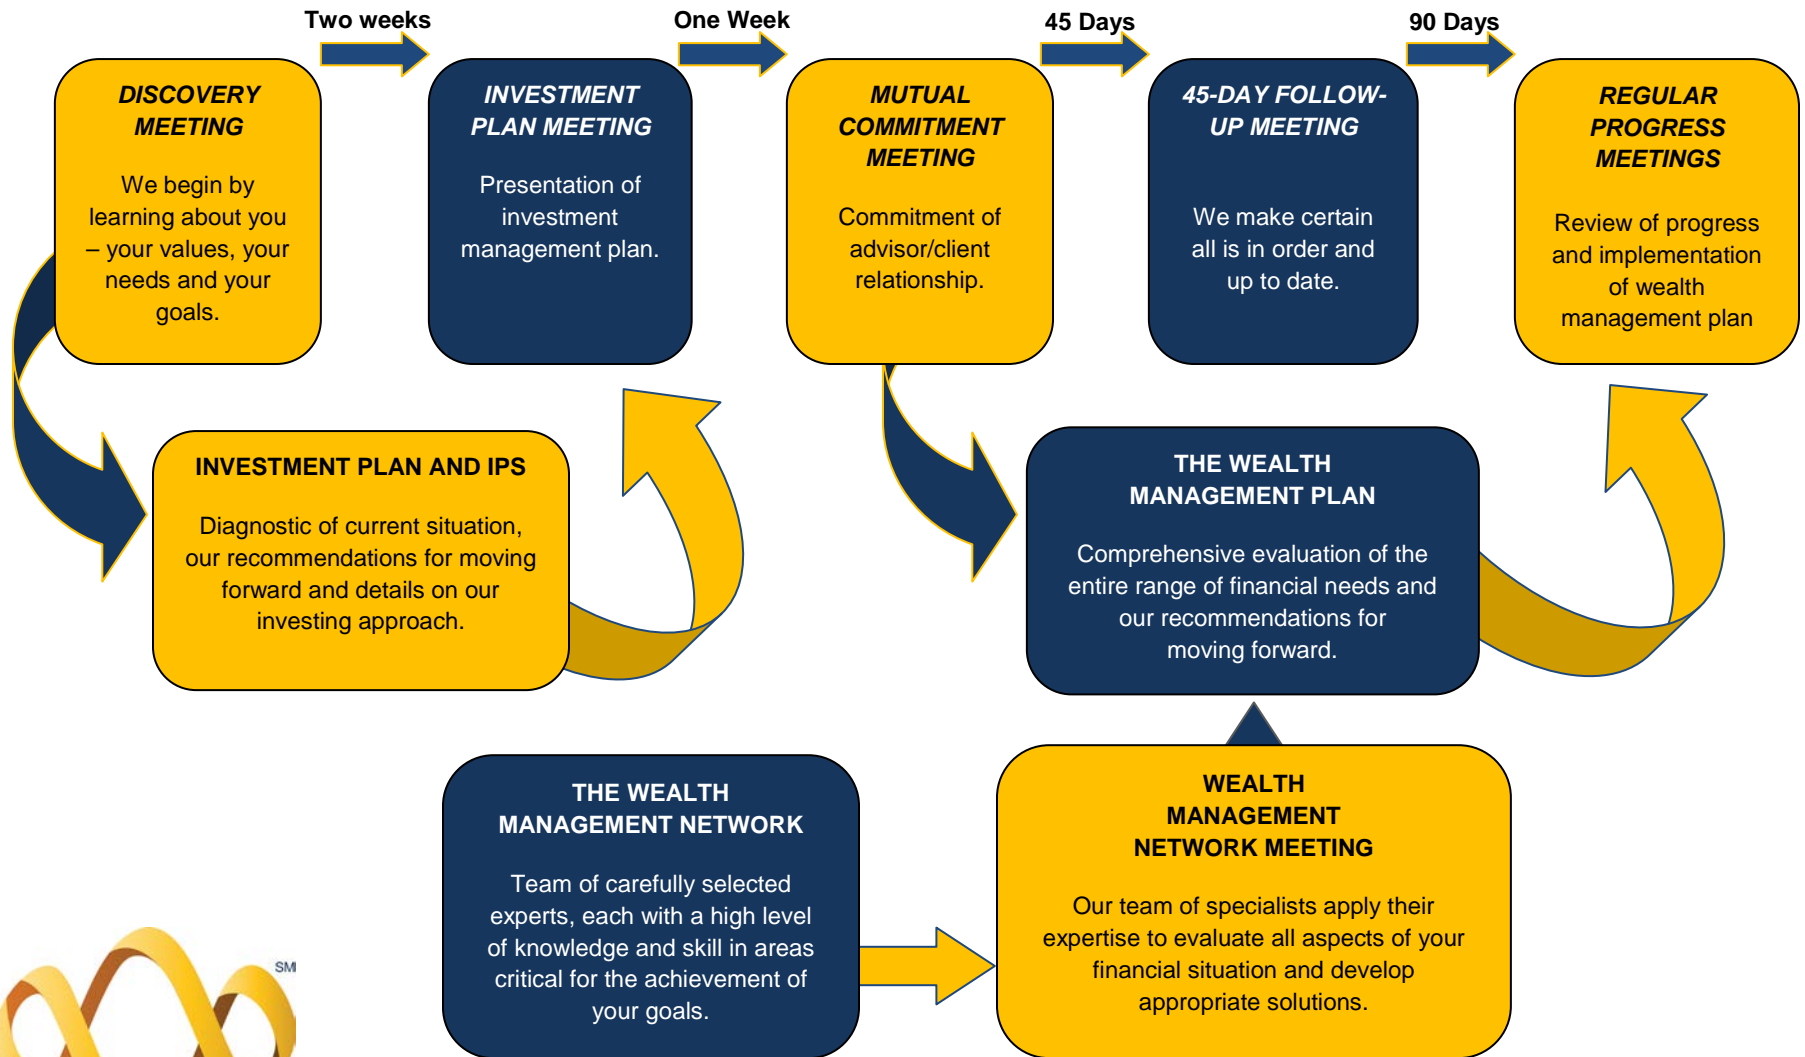 Two weeks
One Week
45 Days
90 Days
DISCOVERY
MEETING
We begin by
learning about you
– your values, your
needs and your
goals.
INVESTMENT
PLAN MEETING
Presentation of
investment
management plan.
MUTUAL
COMMITMENT
MEETING
Commitment of
advisor/client
relationship.
45-DAY FOLLOW-
UP MEETING
We make certain
all is in order and
up to date.
REGULAR
PROGRESS
MEETINGS
Review of progress
and implementation
of wealth
management plan
INVESTMENT PLAN AND IPS
Diagnostic of current situation,
our recommendations for moving
forward and details on our
investing approach.
THE WEALTH
MANAGEMENT PLAN
Comprehensive evaluation of the
entire range of financial needs and
our recommendations for
moving forward.
THE WEALTH
MANAGEMENT NETWORK
Team of carefully selected
experts, each with a high level
of knowledge and skill in areas
critical for the achievement of
your goals.
WEALTH
MANAGEMENT
NETWORK MEETING
Our team of specialists apply their
expertise to evaluate all aspects of your
financial situation and develop
appropriate solutions.
SM